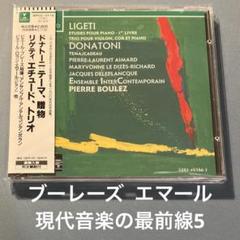 LIGETI
ETUDES POUR PIANO - 1er LIVRE
TRIO POUR VIOLON, COR ET PIANO
DONATONI
TEMA/CADEAU
PIERRE-LAURENT AIMARD
MARYVONNE LE DIZES-RICHARD
JACQUES DELEPLANCQUE
ENSEMBLE INTERCONTEMPORAIN
PIERRE BOULEZ
ドナトーニ テーマ、贈物
リゲティ エチュード、トリオ
ブーレーズ エマール
現代音楽の最前線5